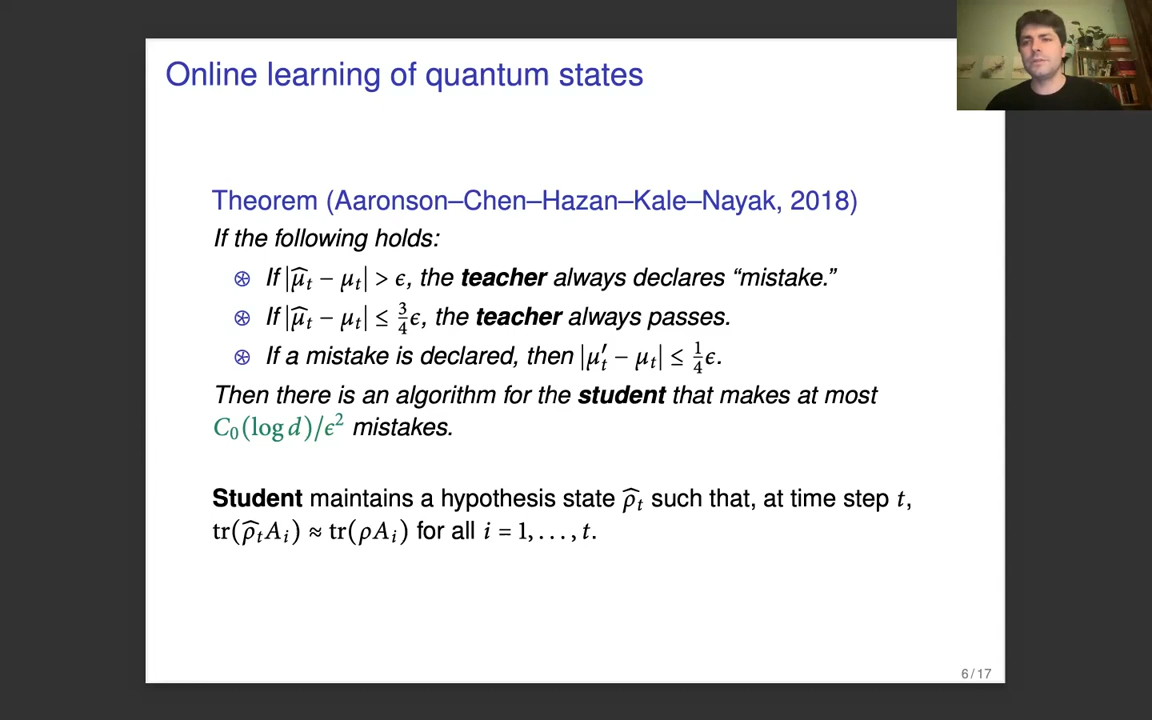 Online learning of quantum states
Theorem (Aaronson–Chen–Hazan–Kale–Nayak, 2018)
If the following holds:
⊛ If |μ̂ₜ − μₜ| > ϵ, the teacher always declares “mistake.”
⊛ If |μ̂ₜ − μₜ| ≤ ¾ϵ, the teacher always passes.
⊛ If a mistake is declared, then |μ′ₜ − μₜ| ≤ ¼ϵ.
Then there is an algorithm for the student that makes at most
C₀(log d)/ϵ² mistakes.
Student maintains a hypothesis state ρ̂ₜ such that, at time step t,
tr(ρ̂ₜAᵢ) ≈ tr(ρAᵢ) for all i = 1, . . . , t.
6 / 17